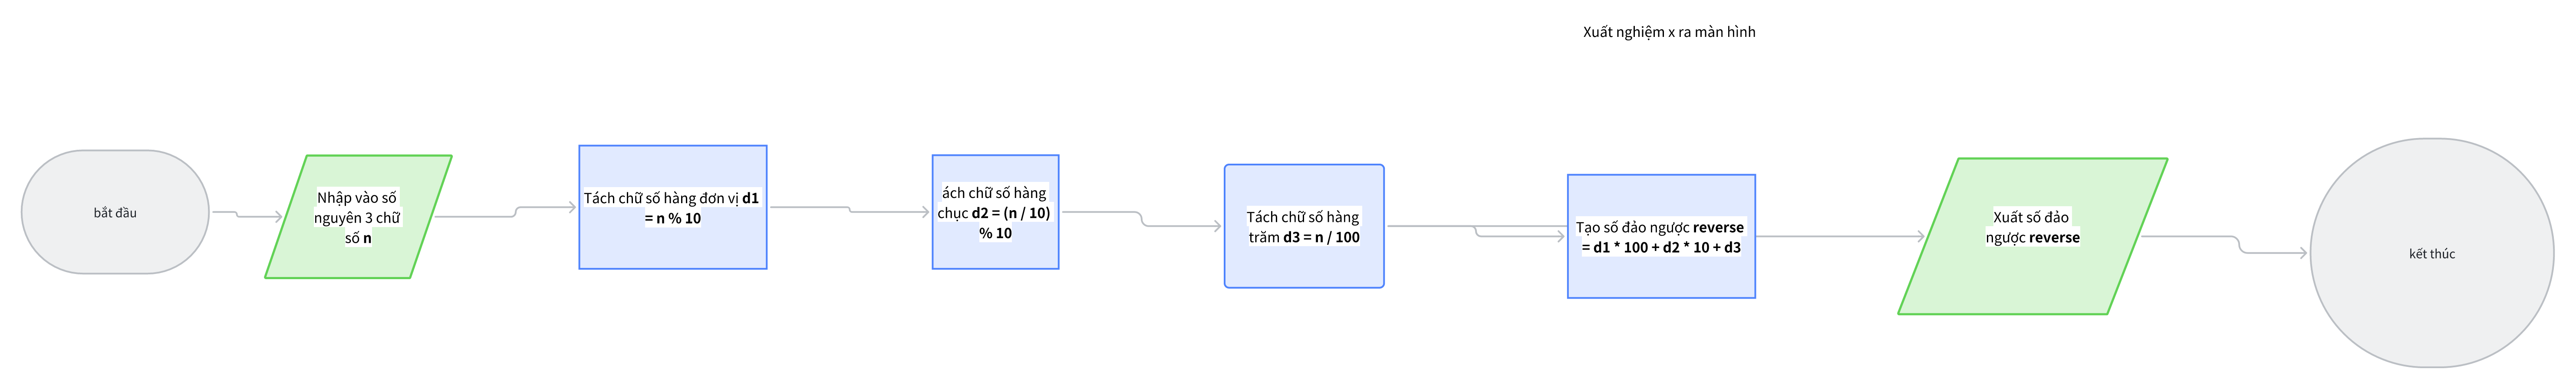 Xuất nghiệm x ra màn hình
bắt đầu
Nhập vào số
nguyên 3 chữ
số n
Tách chữ số hàng đơn vị d1
= n % 10
ách chữ số hàng
chục d2 = (n / 10)
% 10
Tách chữ số hàng
trăm d3 = n / 100
Tạo số đảo ngược reverse
= d1 * 100 + d2 * 10 + d3
Xuất số đảo
ngược reverse
kết thúc